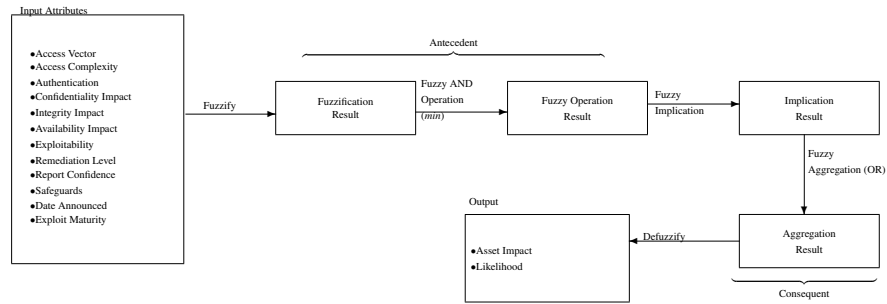 Input Attributes
●Access Vector
●Access Complexity
●Authentication
●Confidentiality Impact
●Integrity Impact
●Availability Impact
●Exploitability
●Remediation Level
●Report Confidence
●Safeguards
●Date Announced
●Exploit Maturity
Fuzzify
Antecedent
Fuzzification
Result
Fuzzy AND
Operation
(min)
Fuzzy Operation
Result
Fuzzy
Implication
Implication
Result
Fuzzy
Aggregation (OR)
Aggregation
Result
Consequent
Defuzzify
Output
●Asset Impact
●Likelihood